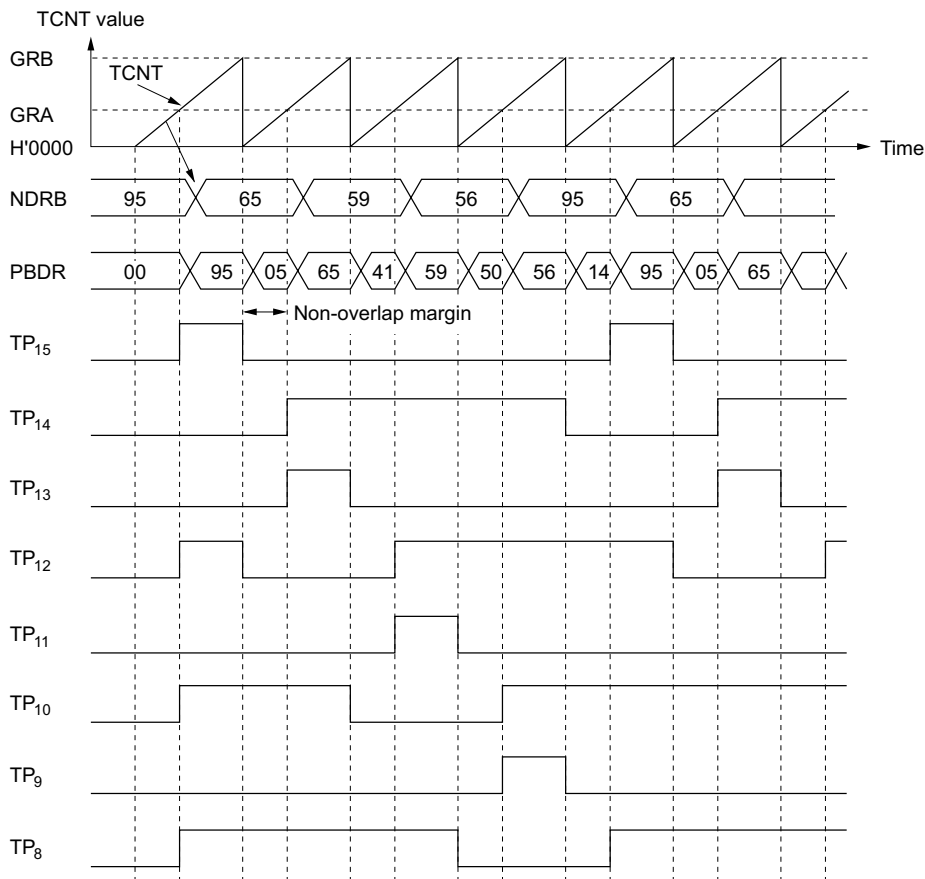 TCNT value
GRB
TCNT
GRA
H'0000
Time
NDRB 95 65 59 56 95 65
PBDR 00 95 05 65 41 59 50 56 14 95 05 65
Non-overlap margin
TP15
TP14
TP13
TP12
TP11
TP10
TP9
TP8